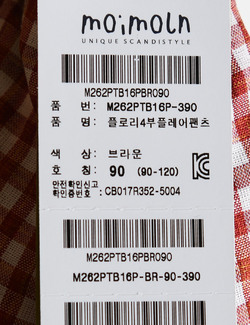 moimoln
UNIQUE SCANDISTYLE
M262PTB16PBR090
품 번: M262PTB16P-390
품 명: 플로리4부플레이팬츠
색 상: 브라운
호 칭: 90 (90-120)
안전확인신고
확인증번호 : CB017R352-5004
M262PTB16PBR090
M262PTB16P-BR-90-390